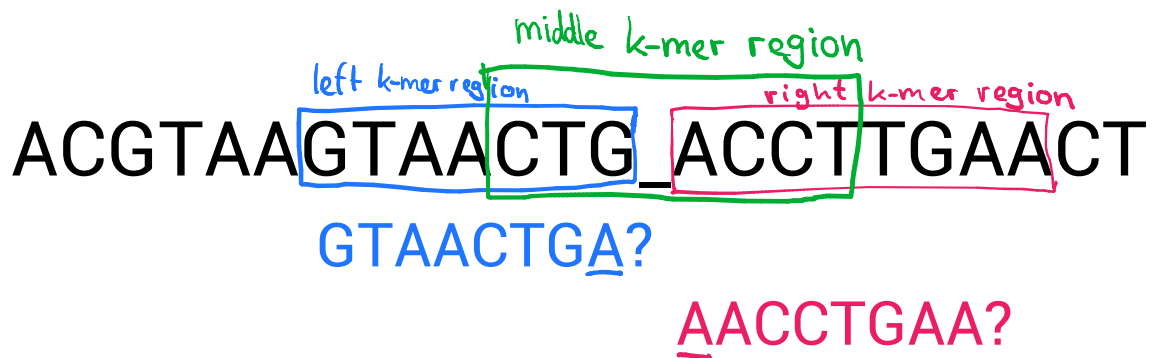 middle k-mer region
left k-mer region
right k-mer region
ACGTAAGTAACTG_ACCTTGAACT
GTAACTGA?
AACCTGAA?